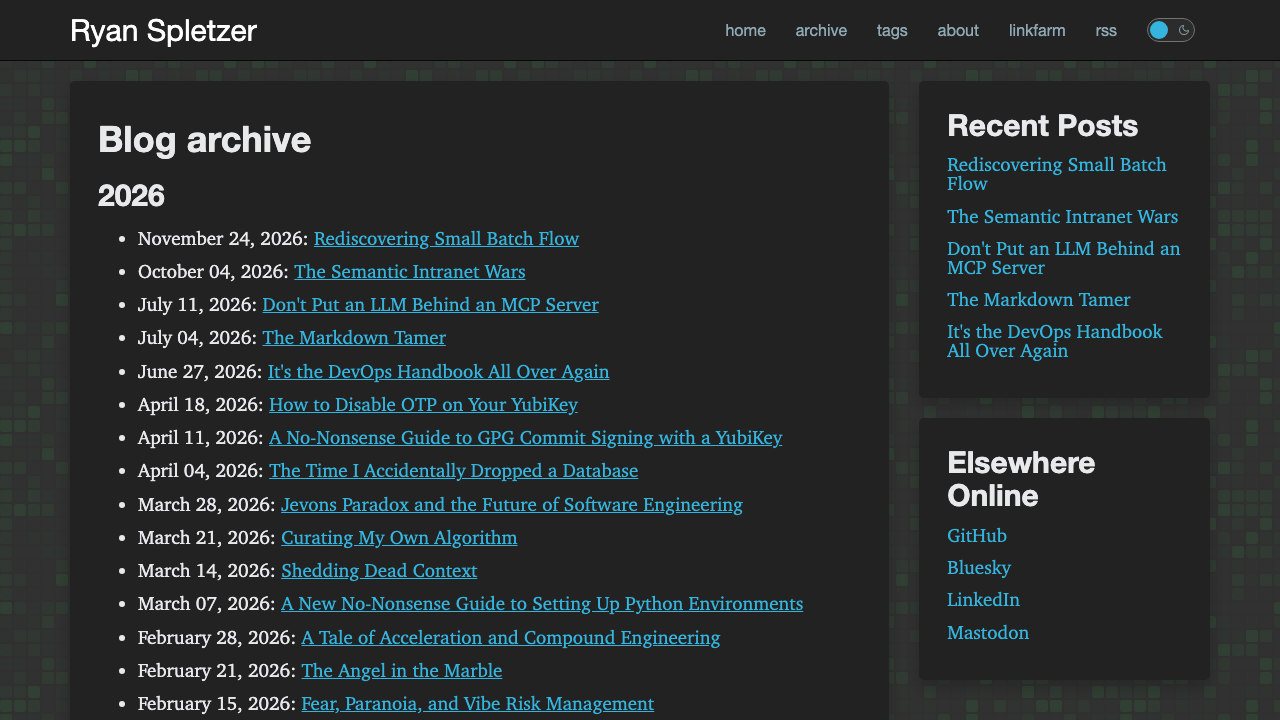 Ryan Spletzer
home archive tags about linkfarm rss
Blog archive
2026
November 24, 2026: Rediscovering Small Batch Flow
October 04, 2026: The Semantic Intranet Wars
July 11, 2026: Don't Put an LLM Behind an MCP Server
July 04, 2026: The Markdown Tamer
June 27, 2026: It's the DevOps Handbook All Over Again
April 18, 2026: How to Disable OTP on Your YubiKey
April 11, 2026: A No-Nonsense Guide to GPG Commit Signing with a YubiKey
April 04, 2026: The Time I Accidentally Dropped a Database
March 28, 2026: Jevons Paradox and the Future of Software Engineering
March 21, 2026: Curating My Own Algorithm
March 14, 2026: Shedding Dead Context
March 07, 2026: A New No-Nonsense Guide to Setting Up Python Environments
February 28, 2026: A Tale of Acceleration and Compound Engineering
February 21, 2026: The Angel in the Marble
February 15, 2026: Fear, Paranoia, and Vibe Risk Management
Recent Posts
Rediscovering Small Batch
Flow
The Semantic Intranet Wars
Don't Put an LLM Behind an
MCP Server
The Markdown Tamer
It's the DevOps Handbook
All Over Again
Elsewhere
Online
GitHub
Bluesky
LinkedIn
Mastodon